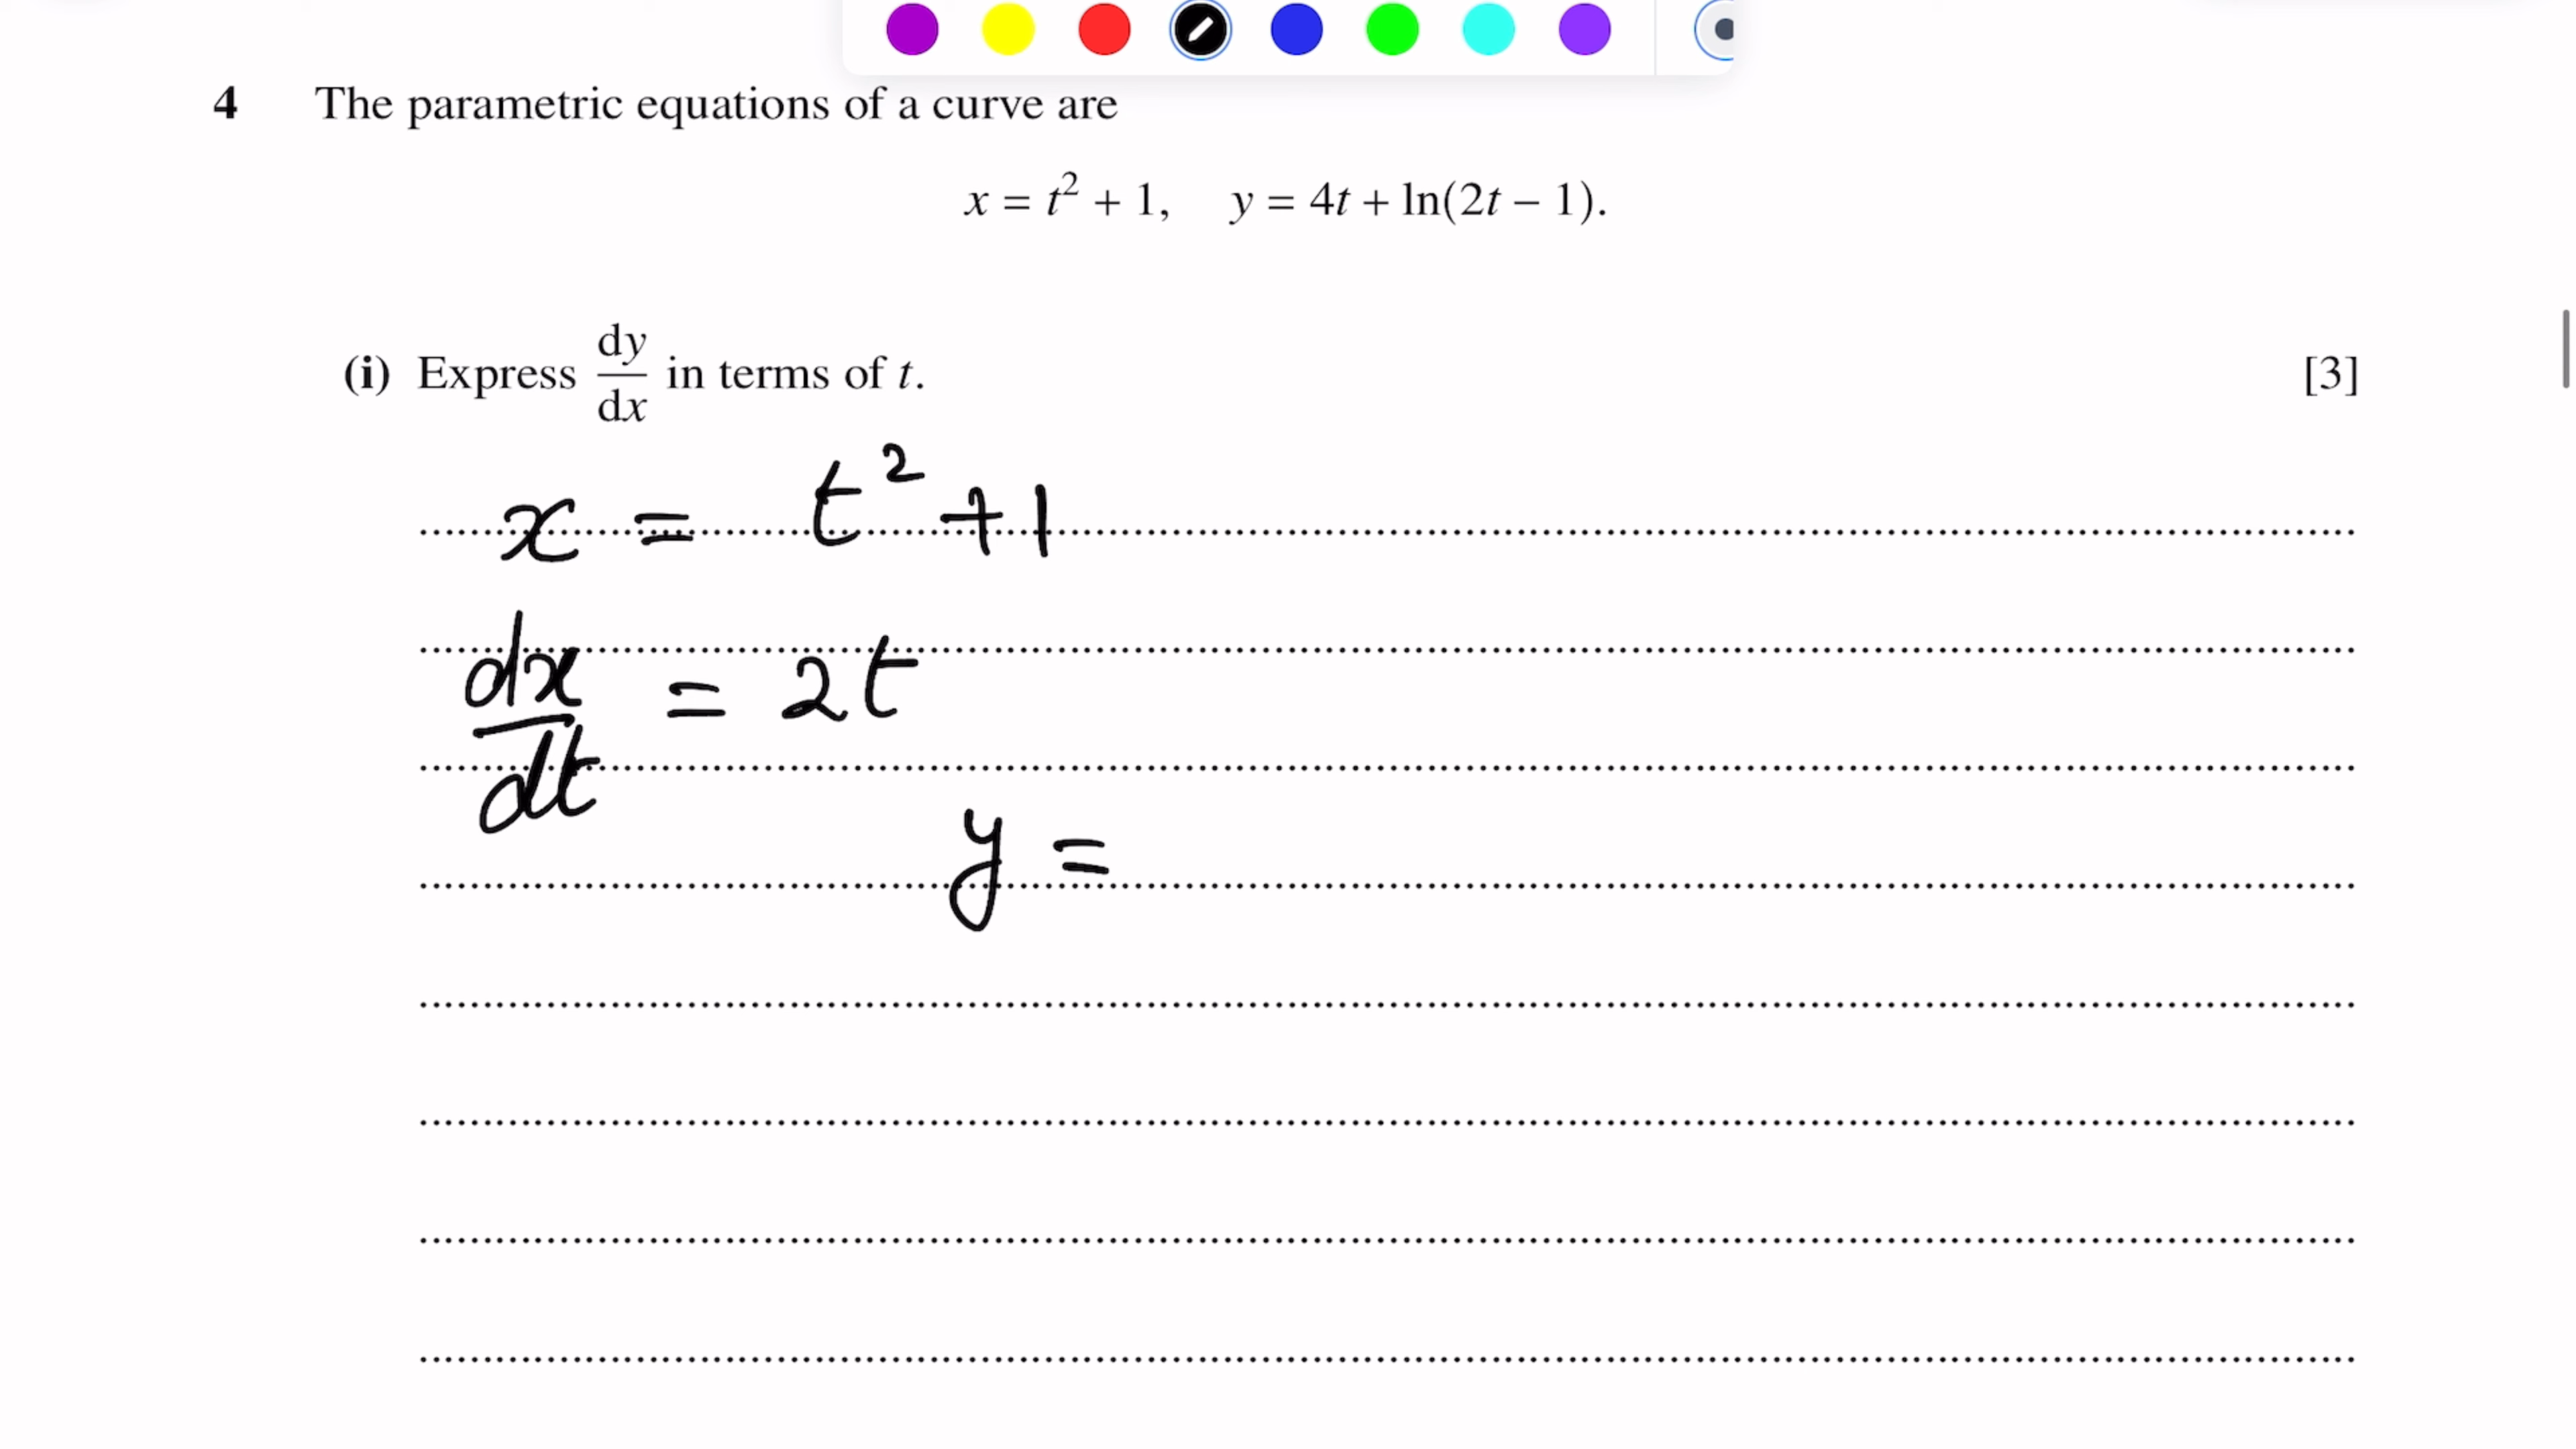 4 The parametric equations of a curve are
x = t² + 1, y = 4t + ln(2t − 1).
(i) Express dy/dx in terms of t. [3]
x = t² + 1
dx/dt = 2t
y =